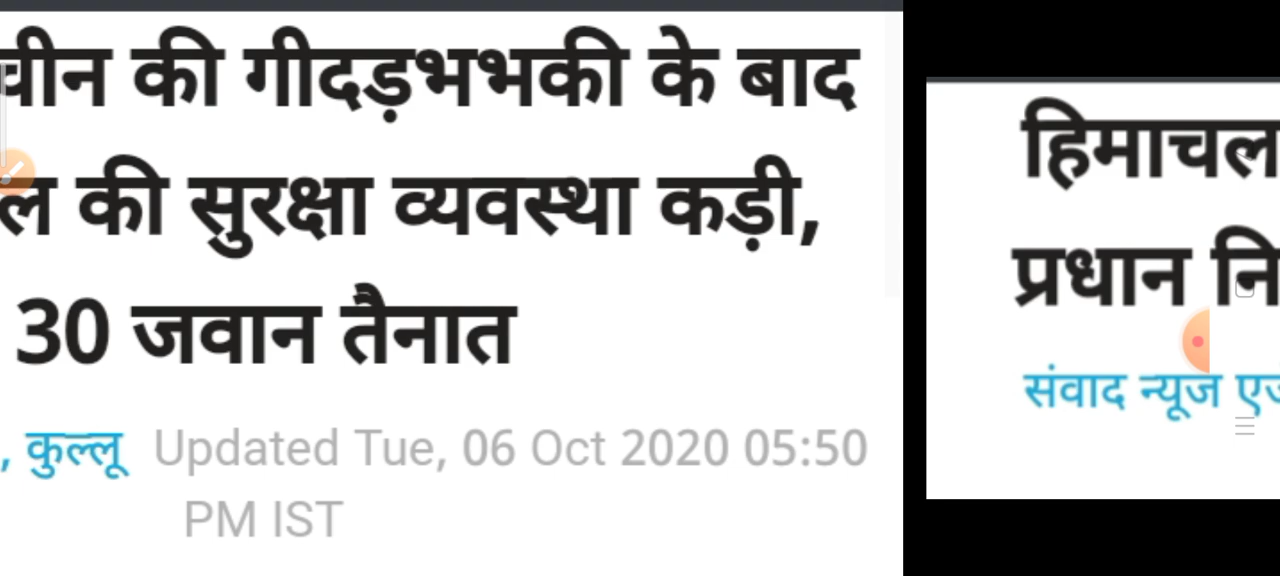 चीन की गीदड़भभकी के बाद
ल की सुरक्षा व्यवस्था कड़ी,
30 जवान तैनात
, कुल्लू Updated Tue, 06 Oct 2020 05:50
PM IST
हिमाचल
प्रधान नि
संवाद न्यूज ए